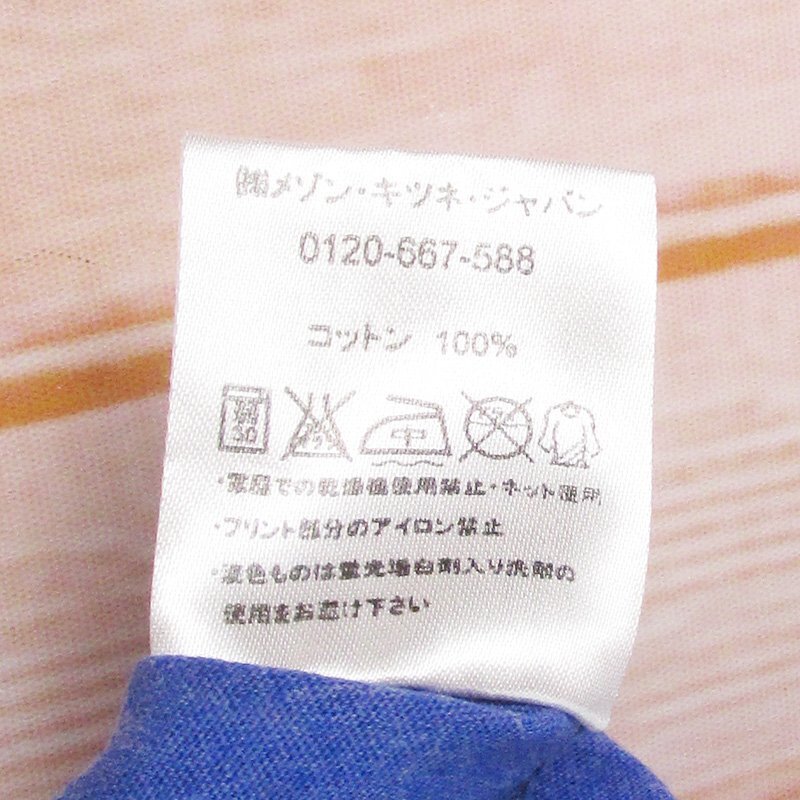 ㈱メゾン・キツネ・ジャパン
0120-667-588
コットン 100%
30
中
・家庭での乾燥機使用禁止・ネット使用
・プリント部分のアイロン禁止
・淡色ものは蛍光増白剤入り洗剤の
使用をお避け下さい